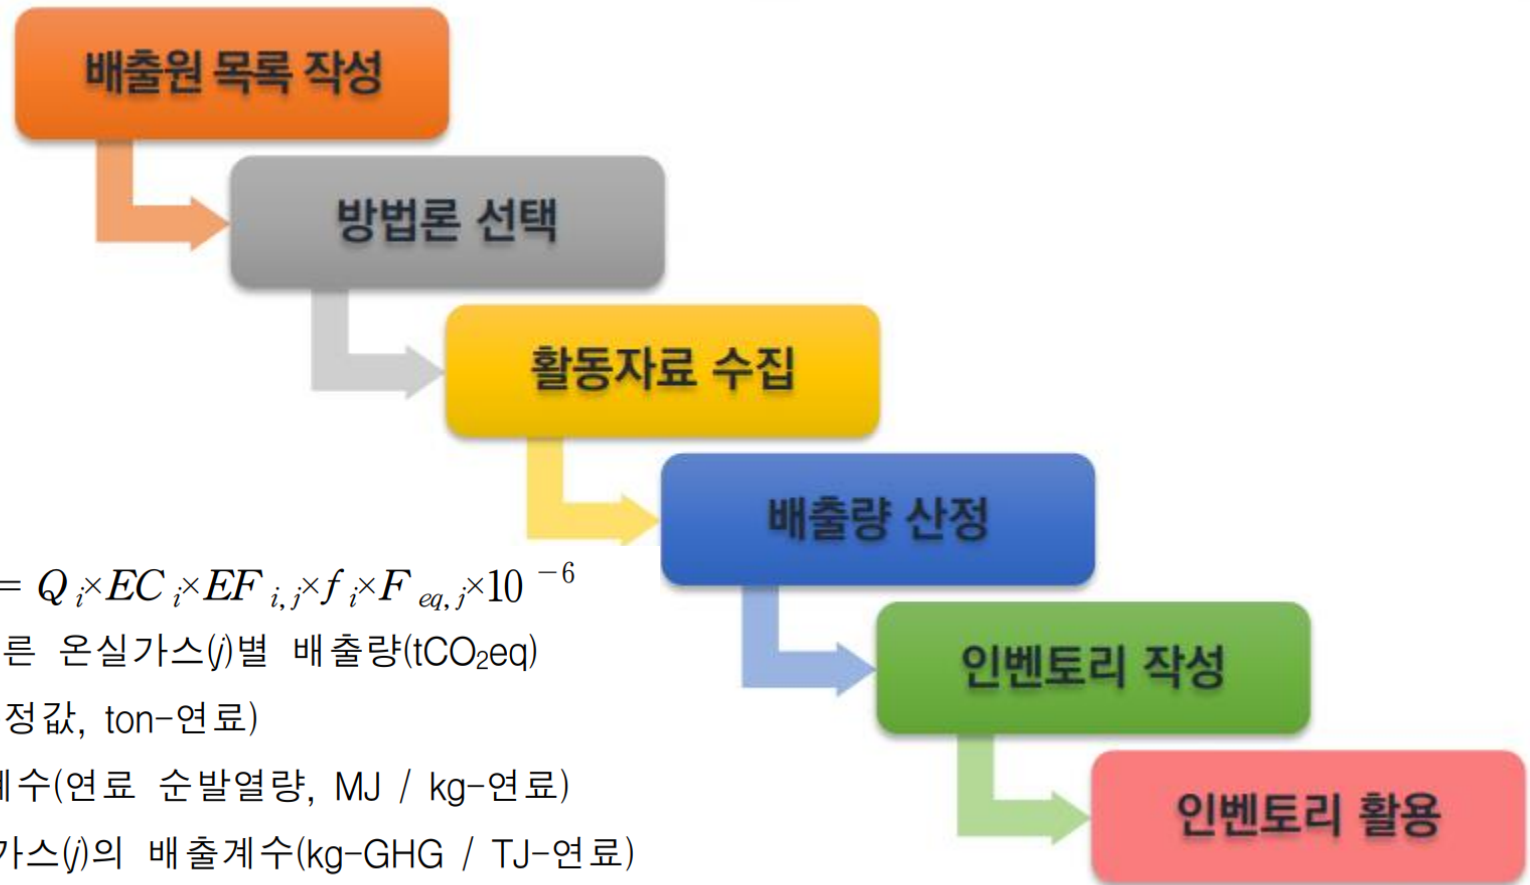 배출원 목록 작성
방법론 선택
활동자료 수집
배출량 산정
= Q i×EC i×EF i, j×f i×F eq, j×10 −6
른 온실가스(j)별 배출량(tCO2eq)
인벤토리 작성
정값, ton-연료)
계수(연료 순발열량, MJ / kg-연료)
인벤토리 활용
가스(j)의 배출계수(kg-GHG / TJ-연료)